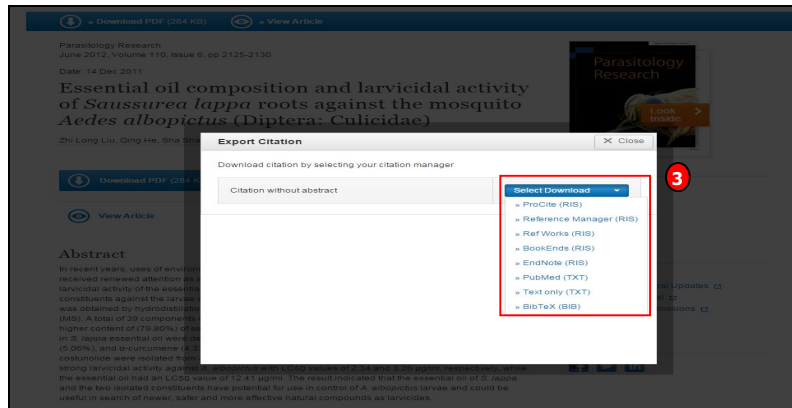 » Download PDF (284 KB)
» View Article
Parasitology Research
June 2012, Volume 110, Issue 6, pp 2125-2130
Date: 14 Dec 2011
Essential oil composition and larvicidal activity
of Saussurea lappa roots against the mosquito
Aedes albopictus (Diptera: Culicidae)
Zhi Long Liu, Qing He, Sha Sha
Parasitology
Research
Look
Inside
>
Export Citation
× Close
Download citation by selecting your citation manager
Citation without abstract
Select Download
» ProCite (RIS)
» Reference Manager (RIS)
» Ref Works (RIS)
» BookEnds (RIS)
» EndNote (RIS)
» PubMed (TXT)
» Text only (TXT)
» BibTeX (BIB)
3
Download PDF (284 K
View Article
Abstract
In recent years, uses of environ
received renewed attention as a
larvicidal activity of the essentia
constituents against the larvae
was obtained by hydrodistillatio
(MS). A total of 39 components
higher content of (79.80%) of se
in S. lappa essential oil were de
(5.06%), and α-curcumene (4.3
costunolide were isolated from
strong larvicidal activity against A. albopictus with LC50 values of 2.34 and 3.26 μg/ml, respectively, while
the essential oil had an LC50 value of 12.41 μg/ml. The result indicated that the essential oil of S. lappa
and the two isolated constituents have potential for use in control of A. albopictus larvae and could be
useful in search of newer, safer and more effective natural compounds as larvicides.
al Updates
missions
in